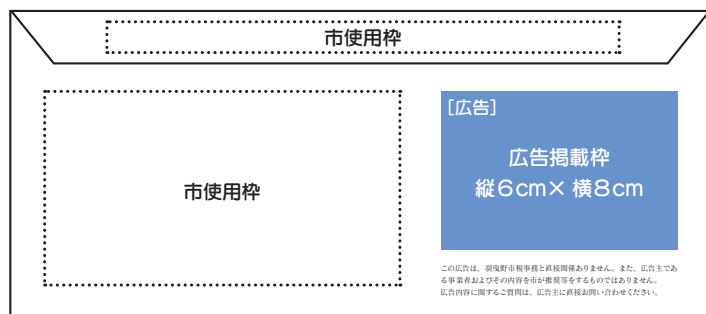 市使用枠
市使用枠
［広告］
広告掲載枠
縦6cm×横8cm
この広告は、羽曳野市税事務と直接関係ありません。また、広告主であ
る事業者およびその内容を市が推奨等をするものではありません。
広告内容に関するご質問は、広告主に直接お問い合わせください。